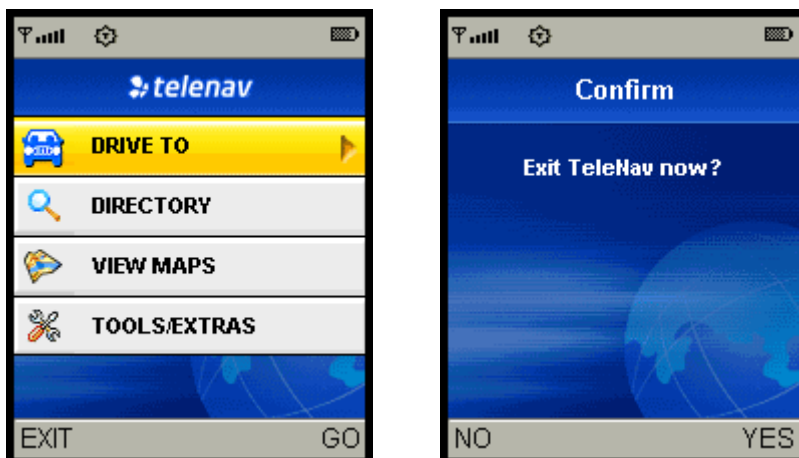 telenav
DRIVE TO
DIRECTORY
VIEW MAPS
TOOLS/EXTRAS
EXIT GO
Confirm
Exit TeleNav now?
NO YES